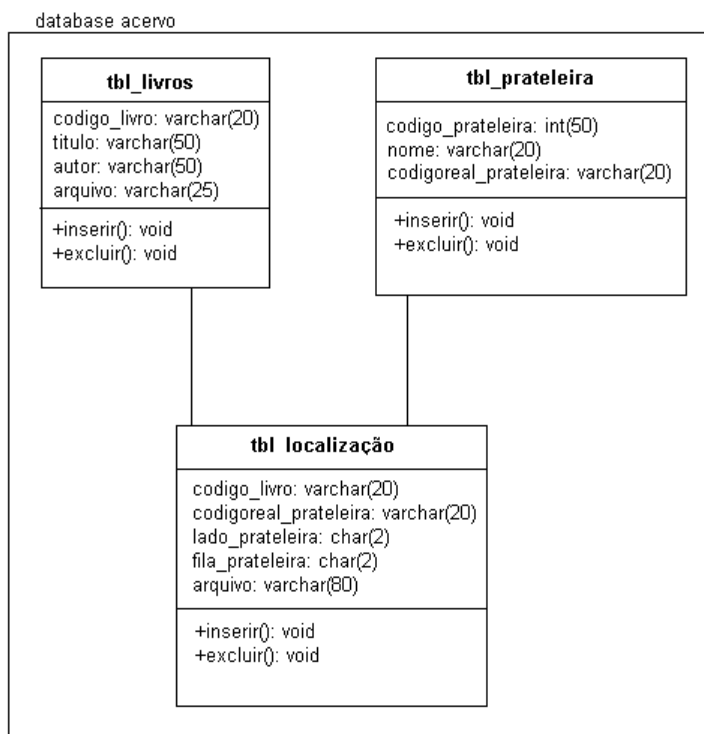 database acervo
tbl_livros
codigo_livro: varchar(20)
titulo: varchar(50)
autor: varchar(50)
arquivo: varchar(25)
+inserir(): void
+excluir(): void
tbl_prateleira
codigo_prateleira: int(50)
nome: varchar(20)
codigoreal_prateleira: varchar(20)
+inserir(): void
+excluir(): void
tbl_localização
codigo_livro: varchar(20)
codigoreal_prateleira: varchar(20)
lado_prateleira: char(2)
fila_prateleira: char(2)
arquivo: varchar(80)
+inserir(): void
+excluir(): void